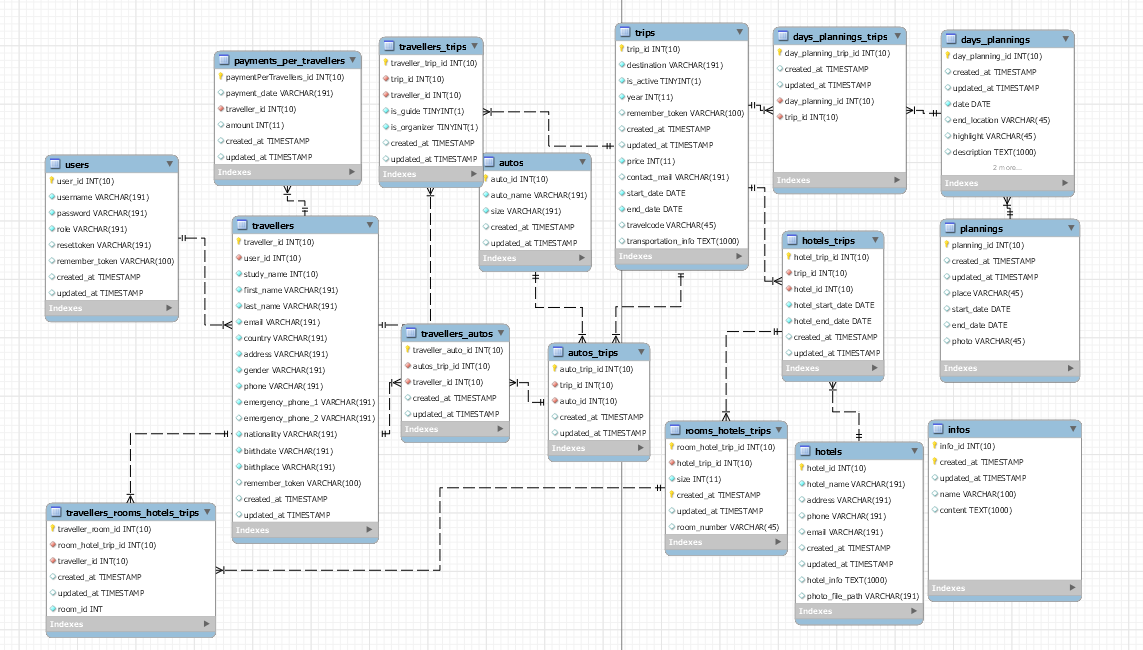 users
user_id INT(10)
username VARCHAR(191)
password VARCHAR(191)
role VARCHAR(191)
resettoken VARCHAR(191)
remember_token VARCHAR(100)
created_at TIMESTAMP
updated_at TIMESTAMP
Indexes
payments_per_travellers
paymentPerTravellers_id INT(10)
payment_date VARCHAR(191)
traveller_id INT(10)
amount INT(11)
created_at TIMESTAMP
updated_at TIMESTAMP
Indexes
travellers_trips
traveller_trip_id INT(10)
trip_id INT(10)
traveller_id INT(10)
is_guide TINYINT(1)
is_organizer TINYINT(1)
created_at TIMESTAMP
updated_at TIMESTAMP
Indexes
autos
auto_id INT(10)
auto_name VARCHAR(191)
size VARCHAR(191)
created_at TIMESTAMP
updated_at TIMESTAMP
Indexes
trips
trip_id INT(10)
destination VARCHAR(191)
is_active TINYINT(1)
year INT(11)
remember_token VARCHAR(100)
created_at TIMESTAMP
updated_at TIMESTAMP
price INT(11)
contact_mail VARCHAR(191)
start_date DATE
end_date DATE
travelcode VARCHAR(45)
transportation_info TEXT(1000)
Indexes
days_plannings_trips
day_planning_trip_id INT(10)
created_at TIMESTAMP
updated_at TIMESTAMP
day_planning_id INT(10)
trip_id INT(10)
Indexes
days_plannings
day_planning_id INT(10)
created_at TIMESTAMP
updated_at TIMESTAMP
date DATE
end_location VARCHAR(45)
highlight VARCHAR(45)
description TEXT(1000)
2 more...
Indexes
travellers
traveller_id INT(10)
user_id INT(10)
study_name INT(10)
first_name VARCHAR(191)
last_name VARCHAR(191)
email VARCHAR(191)
country VARCHAR(191)
address VARCHAR(191)
gender VARCHAR(191)
phone VARCHAR(191)
emergency_phone_1 VARCHAR(191)
emergency_phone_2 VARCHAR(191)
nationality VARCHAR(191)
birthdate VARCHAR(191)
birthplace VARCHAR(191)
remember_token VARCHAR(100)
created_at TIMESTAMP
updated_at TIMESTAMP
Indexes
travellers_autos
traveller_auto_id INT(10)
autos_trip_id INT(10)
traveller_id INT(10)
created_at TIMESTAMP
updated_at TIMESTAMP
Indexes
autos_trips
auto_trip_id INT(10)
trip_id INT(10)
auto_id INT(10)
created_at TIMESTAMP
updated_at TIMESTAMP
Indexes
hotels_trips
hotel_trip_id INT(10)
trip_id INT(10)
hotel_id INT(10)
hotel_start_date DATE
hotel_end_date DATE
created_at TIMESTAMP
updated_at TIMESTAMP
Indexes
plannings
planning_id INT(10)
created_at TIMESTAMP
updated_at TIMESTAMP
place VARCHAR(45)
start_date DATE
end_date DATE
photo VARCHAR(45)
Indexes
travellers_rooms_hotels_trips
traveller_room_id INT(10)
room_hotel_trip_id INT(10)
traveller_id INT(10)
created_at TIMESTAMP
updated_at TIMESTAMP
room_id INT
Indexes
rooms_hotels_trips
room_hotel_trip_id INT(10)
hotel_trip_id INT(10)
size INT(11)
created_at TIMESTAMP
updated_at TIMESTAMP
room_number VARCHAR(45)
Indexes
hotels
hotel_id INT(10)
hotel_name VARCHAR(191)
address VARCHAR(191)
phone VARCHAR(191)
email VARCHAR(191)
created_at TIMESTAMP
updated_at TIMESTAMP
hotel_info TEXT(1000)
photo_file_path VARCHAR(191)
Indexes
infos
info_id INT(10)
created_at TIMESTAMP
updated_at TIMESTAMP
name VARCHAR(100)
content TEXT(1000)
Indexes